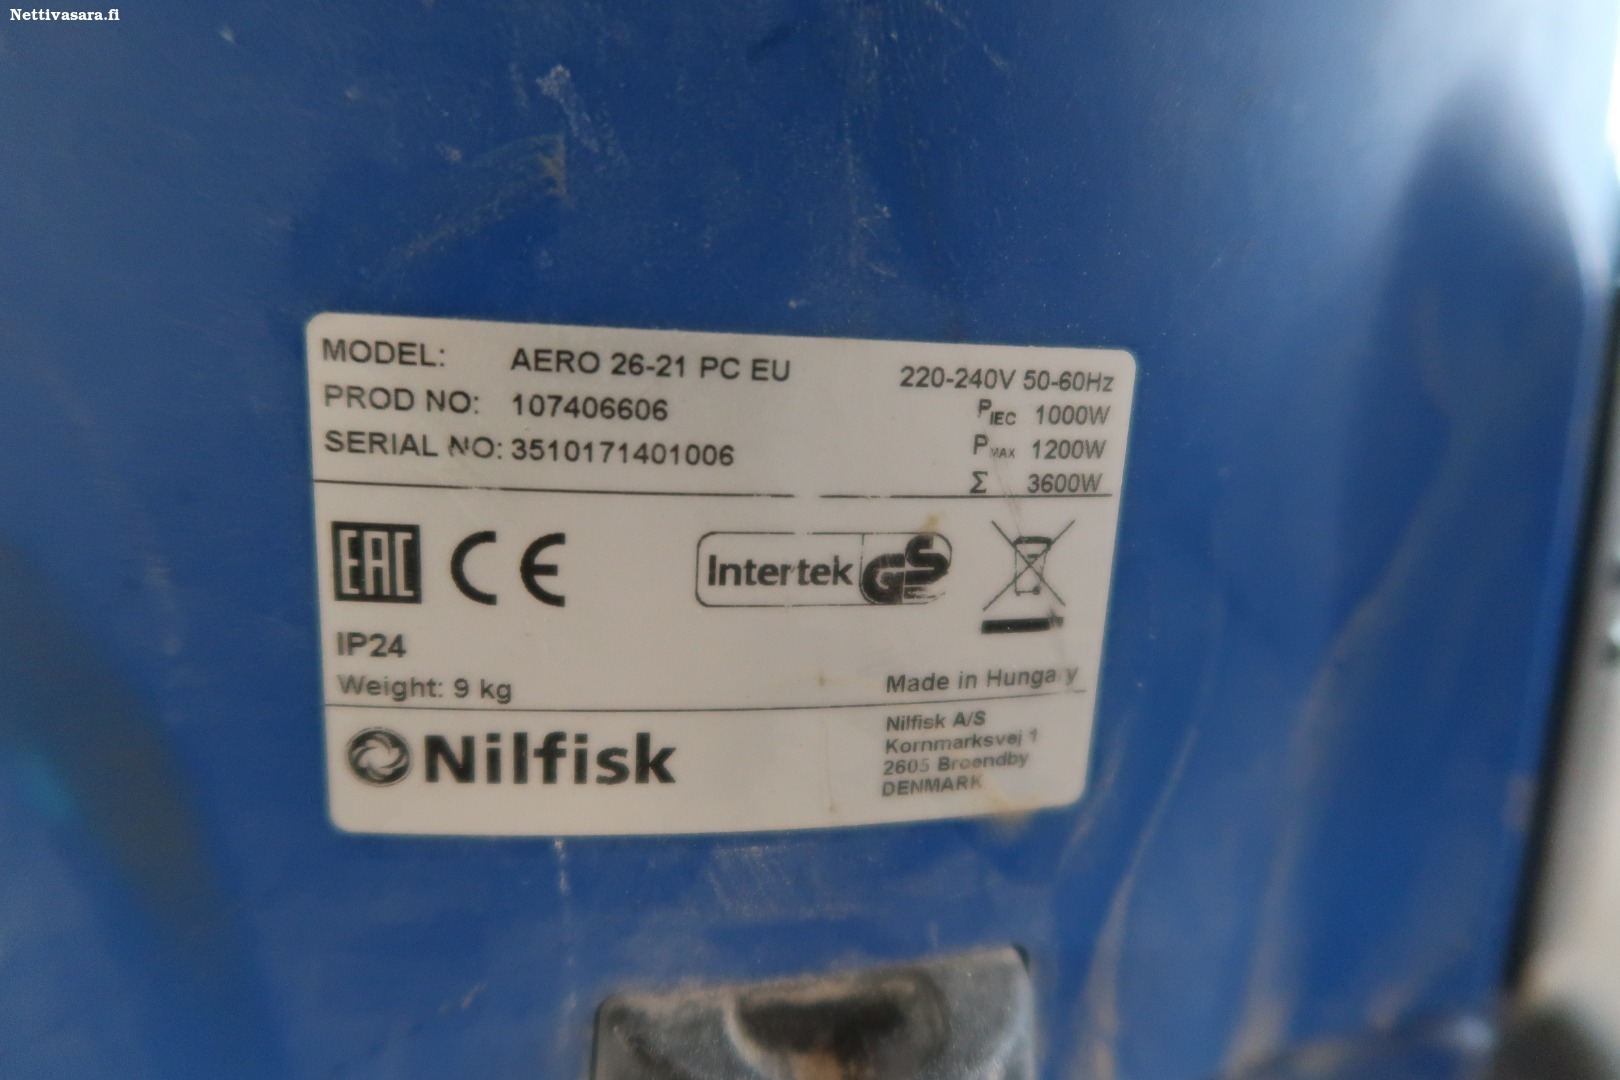 Nettivasara.fi
MODEL: AERO 26-21 PC EU 220-240V 50-60Hz
PROD NO: 107406606 PIEC 1000W
SERIAL NO: 3510171401006 PMAX 1200W
Σ 3600W
EAC CE Intertek GS
IP24
Weight: 9 kg Made in Hungary
Nilfisk
Nilfisk A/S
Kornmarksvej 1
2605 Broendby
DENMARK